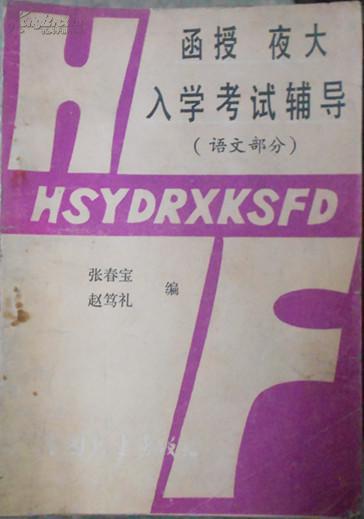 函授 夜大
入学考试辅导
(语文部分)
HSYDRXKSFD
张春宝
赵笃礼
编